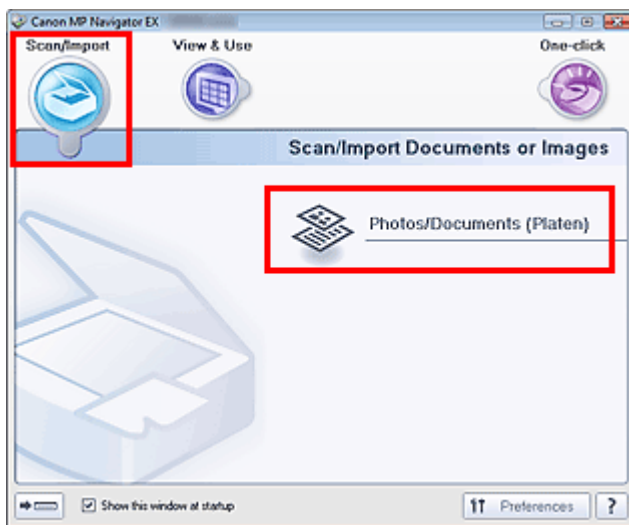 Canon MP Navigator EX
Scan/Import
View & Use
One-click
Scan/Import Documents or Images
Photos/Documents (Platen)
Show this window at startup
Preferences
?